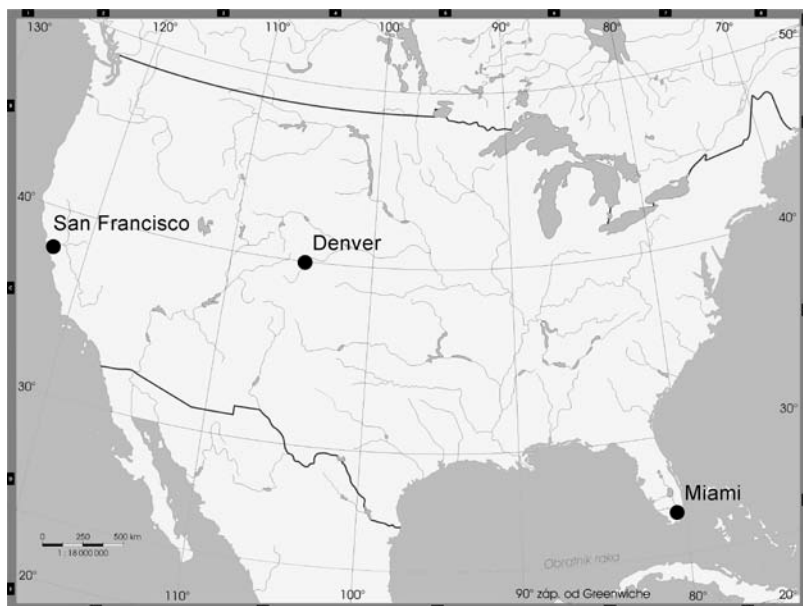 130°
120°
110°
100°
90°
80°
70°
50°
40°
San Francisco
Denver
40°
30°
30°
Miami
0 250 500 km
1 : 18 000 000
Obratník raka
20°
110°
100°
90° záp. od Greenwiche
80°
20°